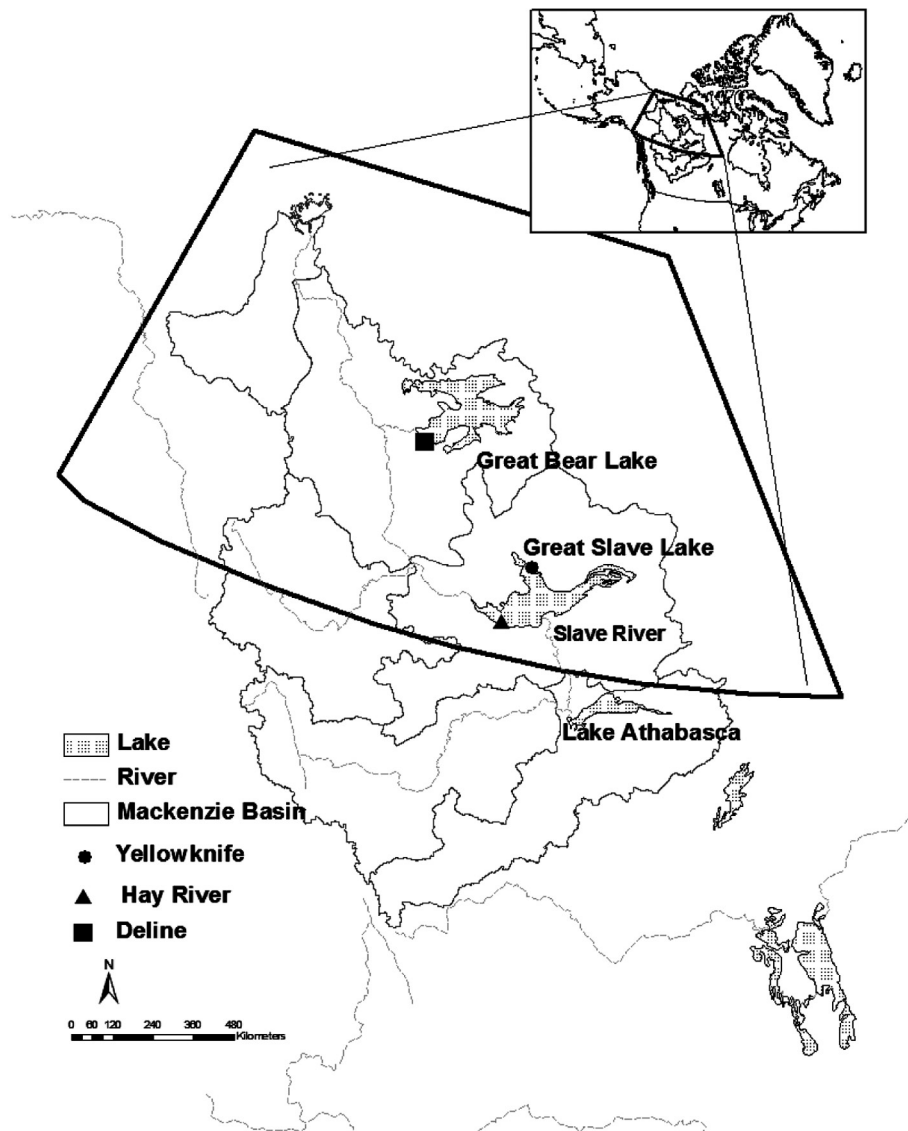 Great Bear Lake
Great Slave Lake
Slave River
Lake Athabasca
Lake
River
Mackenzie Basin
Yellowknife
Hay River
Deline
N
0 60 120 240 360 480
Kilometers